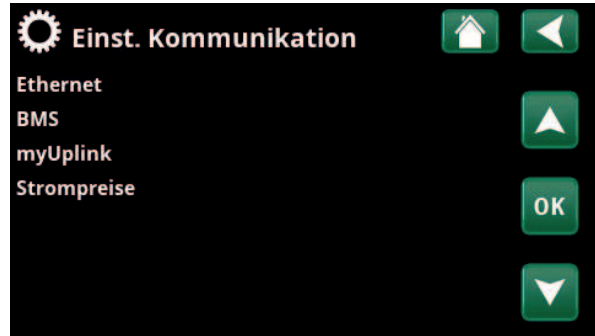 Einst. Kommunikation
Ethernet
BMS
myUplink
Strompreise
OK